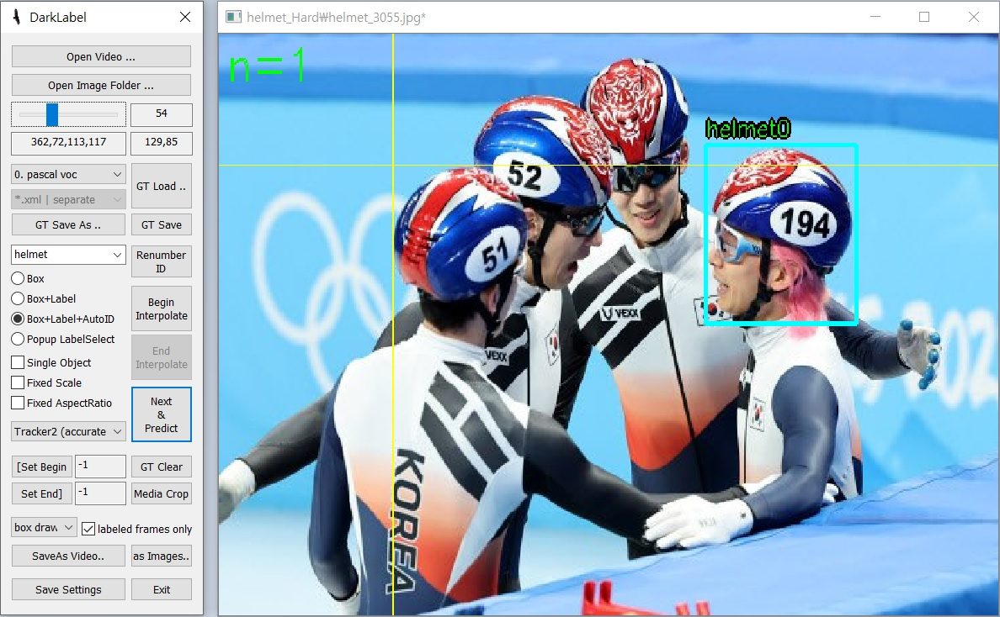 DarkLabel
Open Video ...
Open Image Folder ...
54
362,72,113,117
129,85
0. pascal voc
GT Load ..
*.xml | separate
GT Save As ..
GT Save
helmet
Renumber
ID
Box
Box+Label
Box+Label+AutoID
Popup LabelSelect
Begin
Interpolate
End
Interpolate
Single Object
Fixed Scale
Fixed AspectRatio
Next
&
Predict
Tracker2 (accurate
[Set Begin
-1
GT Clear
Set End]
-1
Media Crop
box draw
labeled frames only
SaveAs Video..
as Images..
Save Settings
Exit
helmet_Hard₩helmet_3055.jpg*
n=1
helmet0
52
194
51
VEXX
VEXX
KOREA
202